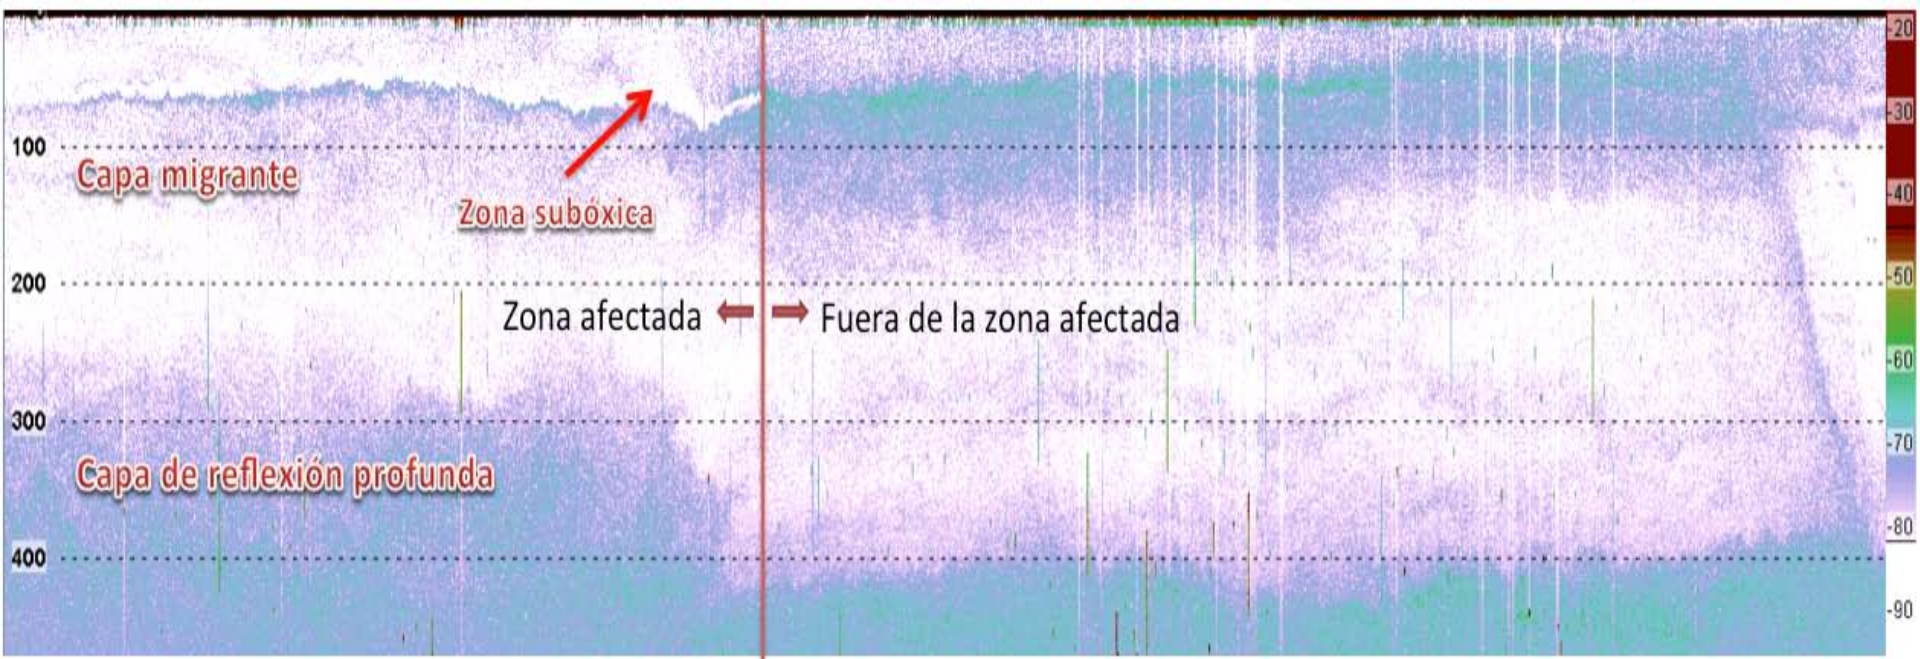 -20
-30
100
Capa migrante
-40
Zona subóxica
-50
200
Zona afectada
Fuera de la zona afectada
-60
300
-70
Capa de reflexión profunda
-80
400
-90